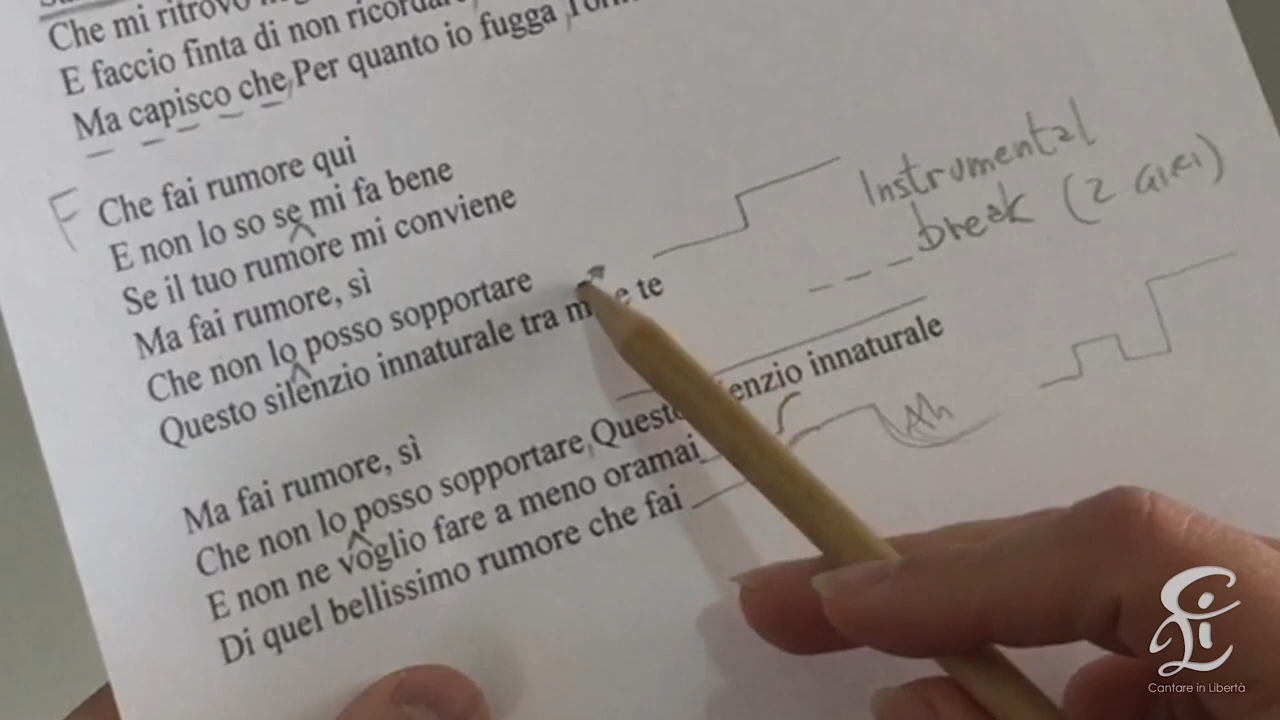 Che mi ritrovo
E faccio finta di non ricordare
Ma capisco che, Per quanto io fugga
F
Che fai rumore qui
E non lo so se mi fa bene
Se il tuo rumore mi conviene
Ma fai rumore, sì
Che non lo posso sopportare
Questo silenzio innaturale tra me e te
Instrumental
break (2 GIRI)
Ma fai rumore, sì
Che non lo posso sopportare, Questo silenzio innaturale
E non ne voglio fare a meno oramai
Ah
Di quel bellissimo rumore che fai
Cantare in Libertà